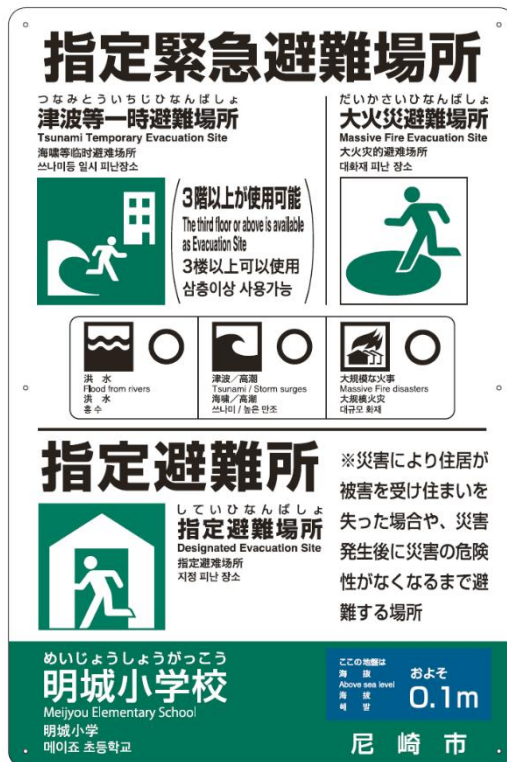 指定緊急避難場所
つなみとういちじひなんばしょ
津波等一時避難場所
Tsunami Temporary Evacuation Site
海嘯等临时避难场所
쓰나미등 일시 피난장소
3階以上が使用可能
The third floor or above is available
as Evacuation Site
3楼以上可以使用
삼층이상 사용가능
だいかさいひなんばしょ
大火災避難場所
Massive Fire Evacuation Site
大火灾的避难场所
대화재 피난 장소
洪水
Flood from rivers
洪水
홍수
津波／高潮
Tsunami / Storm surges
海嘯／高潮
쓰나미 / 높은 만조
大規模な火事
Massive Fire disasters
大規模火灾
대규모 화재
指定避難所
していひなんばしょ
指定避難場所
Designated Evacuation Site
指定避难场所
지정 피난 장소
※災害により住居が
被害を受け住まいを
失った場合や、災害
発生後に災害の危険
性がなくなるまで避
難する場所
めいじょうしょうがっこう
明城小学校
Meijyou Elementary School
明城小学
메이죠 초등학교
ここの地盤は
海抜
Above sea level
海拔
해발
およそ
0.1m
尼崎市